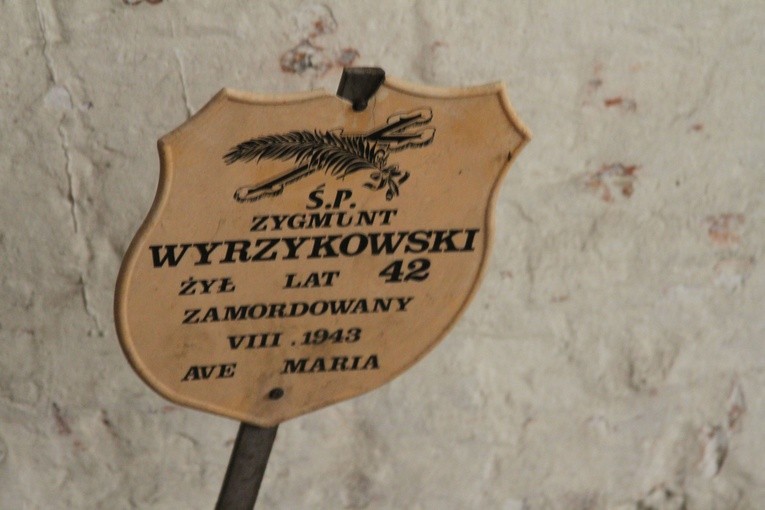 Ś.P.
ZYGMUNT
WYRZYKOWSKI
ŻYŁ LAT 42
ZAMORDOWANY
VIII . 1943
AVE MARIA